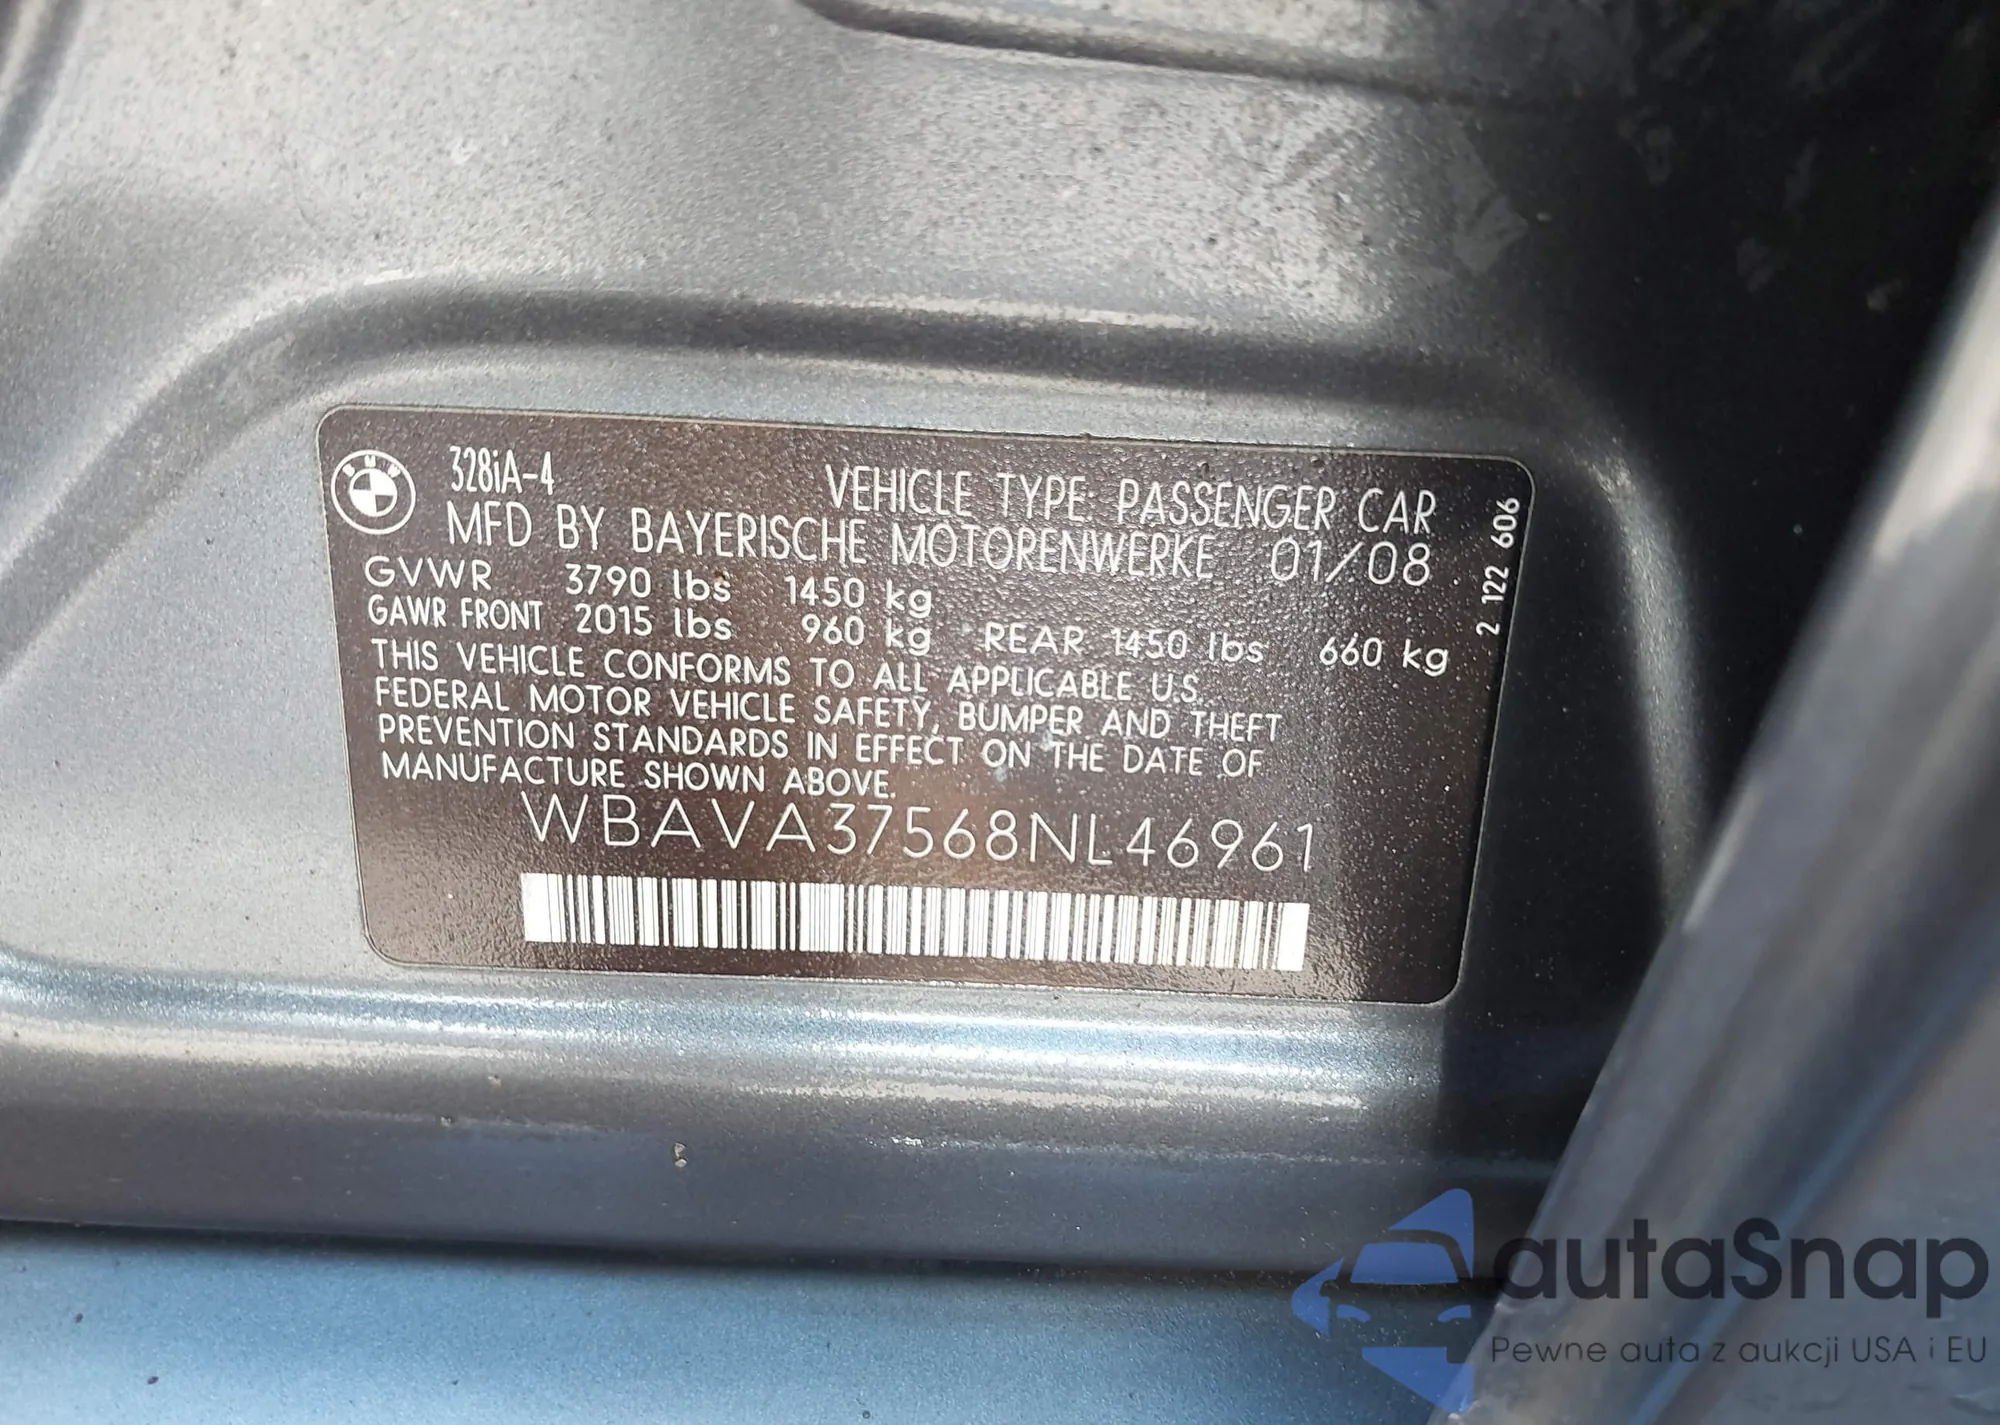 BMW
328iA-4
VEHICLE TYPE PASSENGER CAR
MFD BY BAYERISCHE MOTORENWERKE 01/08
GVWR 3790 lbs 1450 kg
GAWR FRONT 2015 lbs 960 kg REAR 1450 lbs 660 kg
THIS VEHICLE CONFORMS TO ALL APPLICABLE U.S.
FEDERAL MOTOR VEHICLE SAFETY, BUMPER AND THEFT
PREVENTION STANDARDS IN EFFECT ON THE DATE OF
MANUFACTURE SHOWN ABOVE.
WBAVA37568NL46961
2 122 606
autaSnap
Pewne auta z aukcji USA i EU